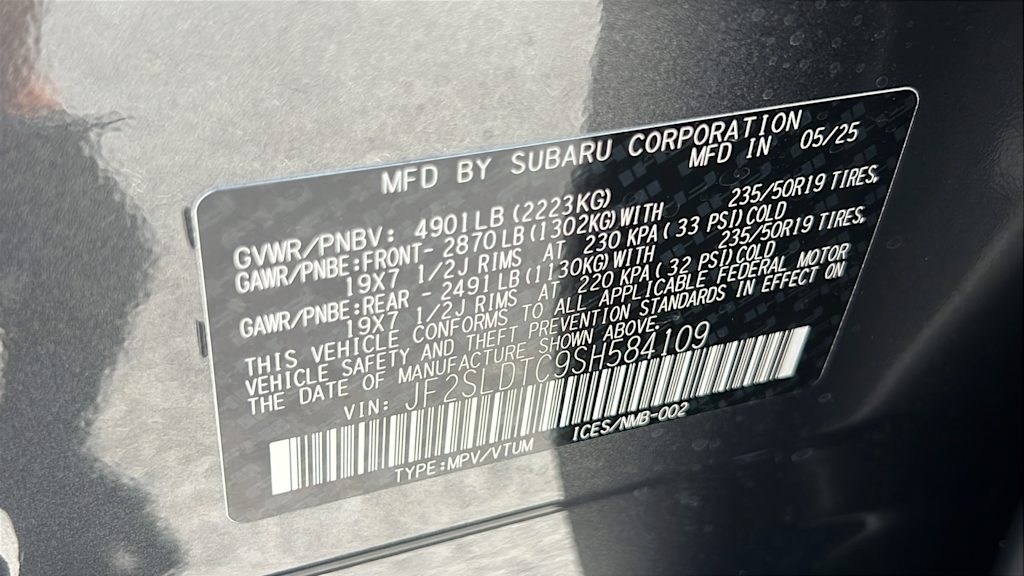 MFD BY SUBARU CORPORATION
MFD IN 05/25
GVWR/PNBV: 4901LB(2223KG)
GAWR/PNBE:FRONT- 2870LB(1302KG)WITH 235/50R19 TIRES,
19X7 1/2J RIMS AT 230 KPA( 33 PSI)COLD
GAWR/PNBE:REAR - 2491LB(1130KG)WITH 235/50R19 TIRES,
19X7 1/2J RIMS AT 220 KPA( 32 PSI)COLD
THIS VEHICLE CONFORMS TO ALL APPLICABLE FEDERAL MOTOR
VEHICLE SAFETY AND THEFT PREVENTION STANDARDS IN EFFECT ON
THE DATE OF MANUFACTURE SHOWN ABOVE.
VIN: JF2SLDTC9SH584109
ICES/NMB-002
TYPE:MPV/VTUM